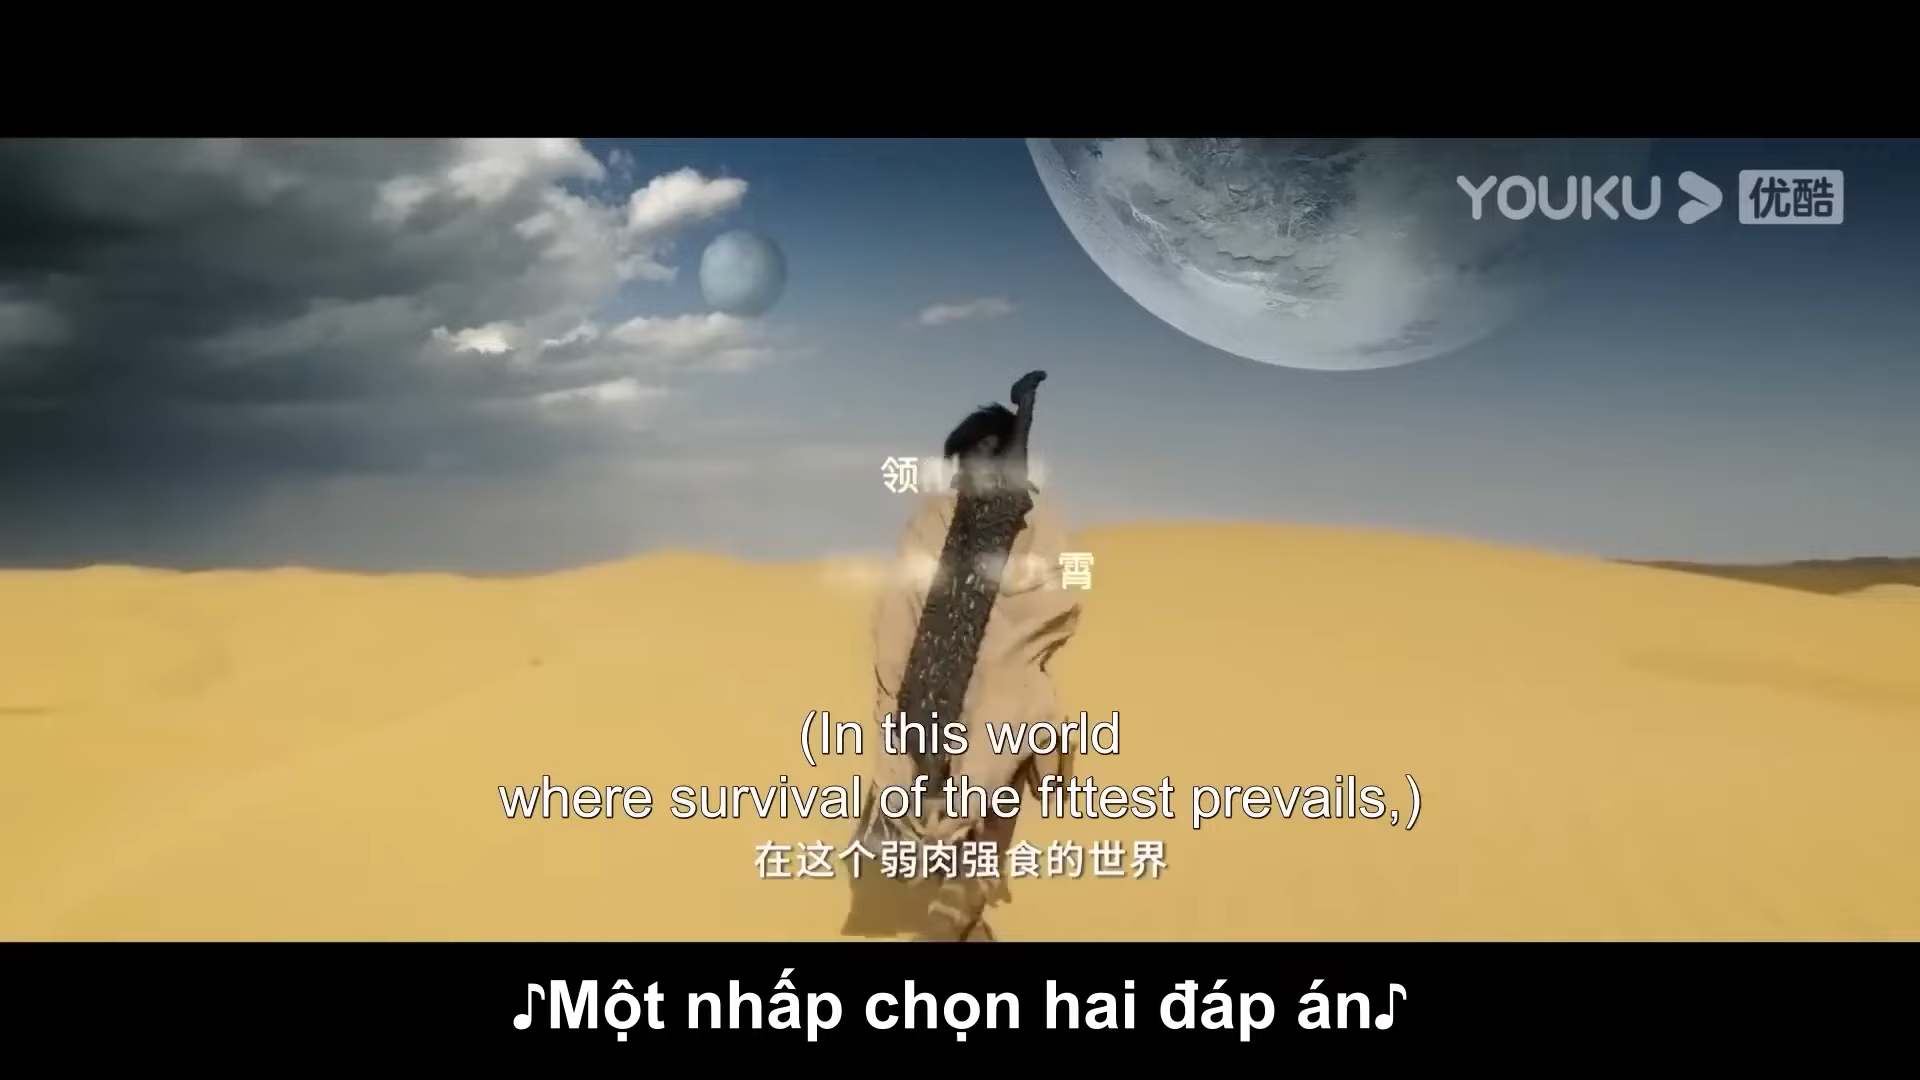 YOUKU 优酷
领
霄
(In this world
where survival of the fittest prevails,)
在这个弱肉强食的世界
♪Một nhấp chọn hai đáp án♪